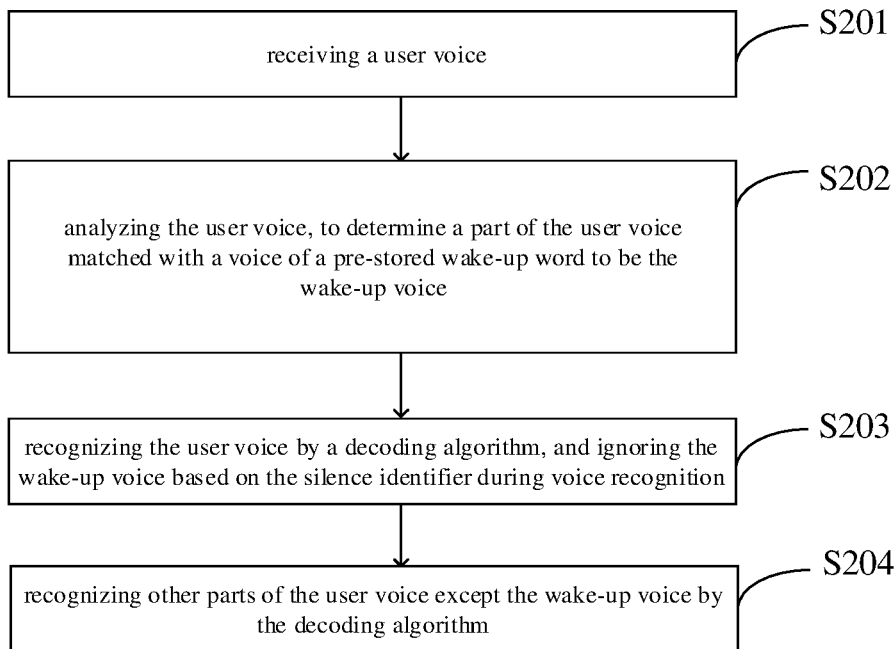 S201
receiving a user voice
S202
analyzing the user voice, to determine a part of the user voice
matched with a voice of a pre-stored wake-up word to be the
wake-up voice
S203
recognizing the user voice by a decoding algorithm, and ignoring the
wake-up voice based on the silence identifier during voice recognition
S204
recognizing other parts of the user voice except the wake-up voice by
the decoding algorithm